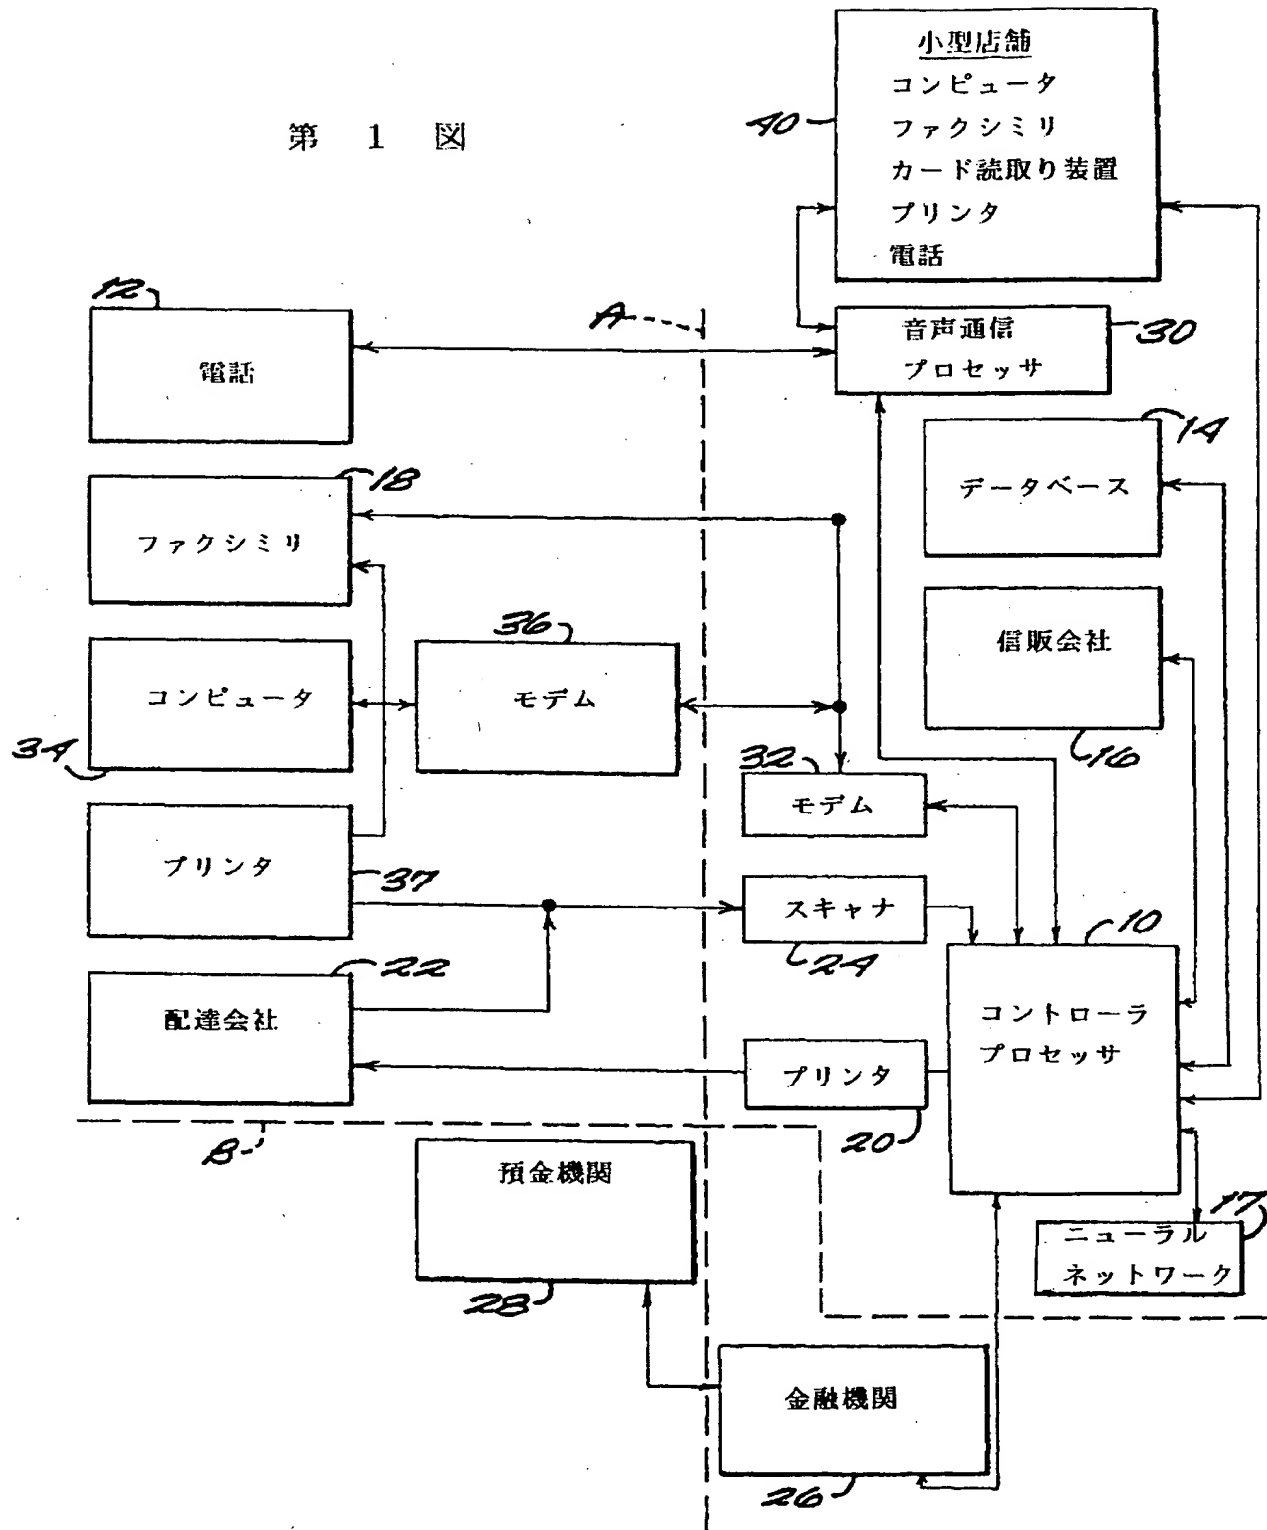 第 1 図
小型店舗
コンピュータ
ファクシミリ
カード読取り装置
プリンタ
電話
40
12
電話
A
音声通信
プロセッサ
30
14
データベース
18
ファクシミリ
信販会社
16
36
モデム
コンピュータ
34
32
モデム
プリンタ
37
スキャナ
24
10
コントローラ
プロセッサ
22
配達会社
プリンタ
20
B
預金機関
28
17
ニューラル
ネットワーク
金融機関
26